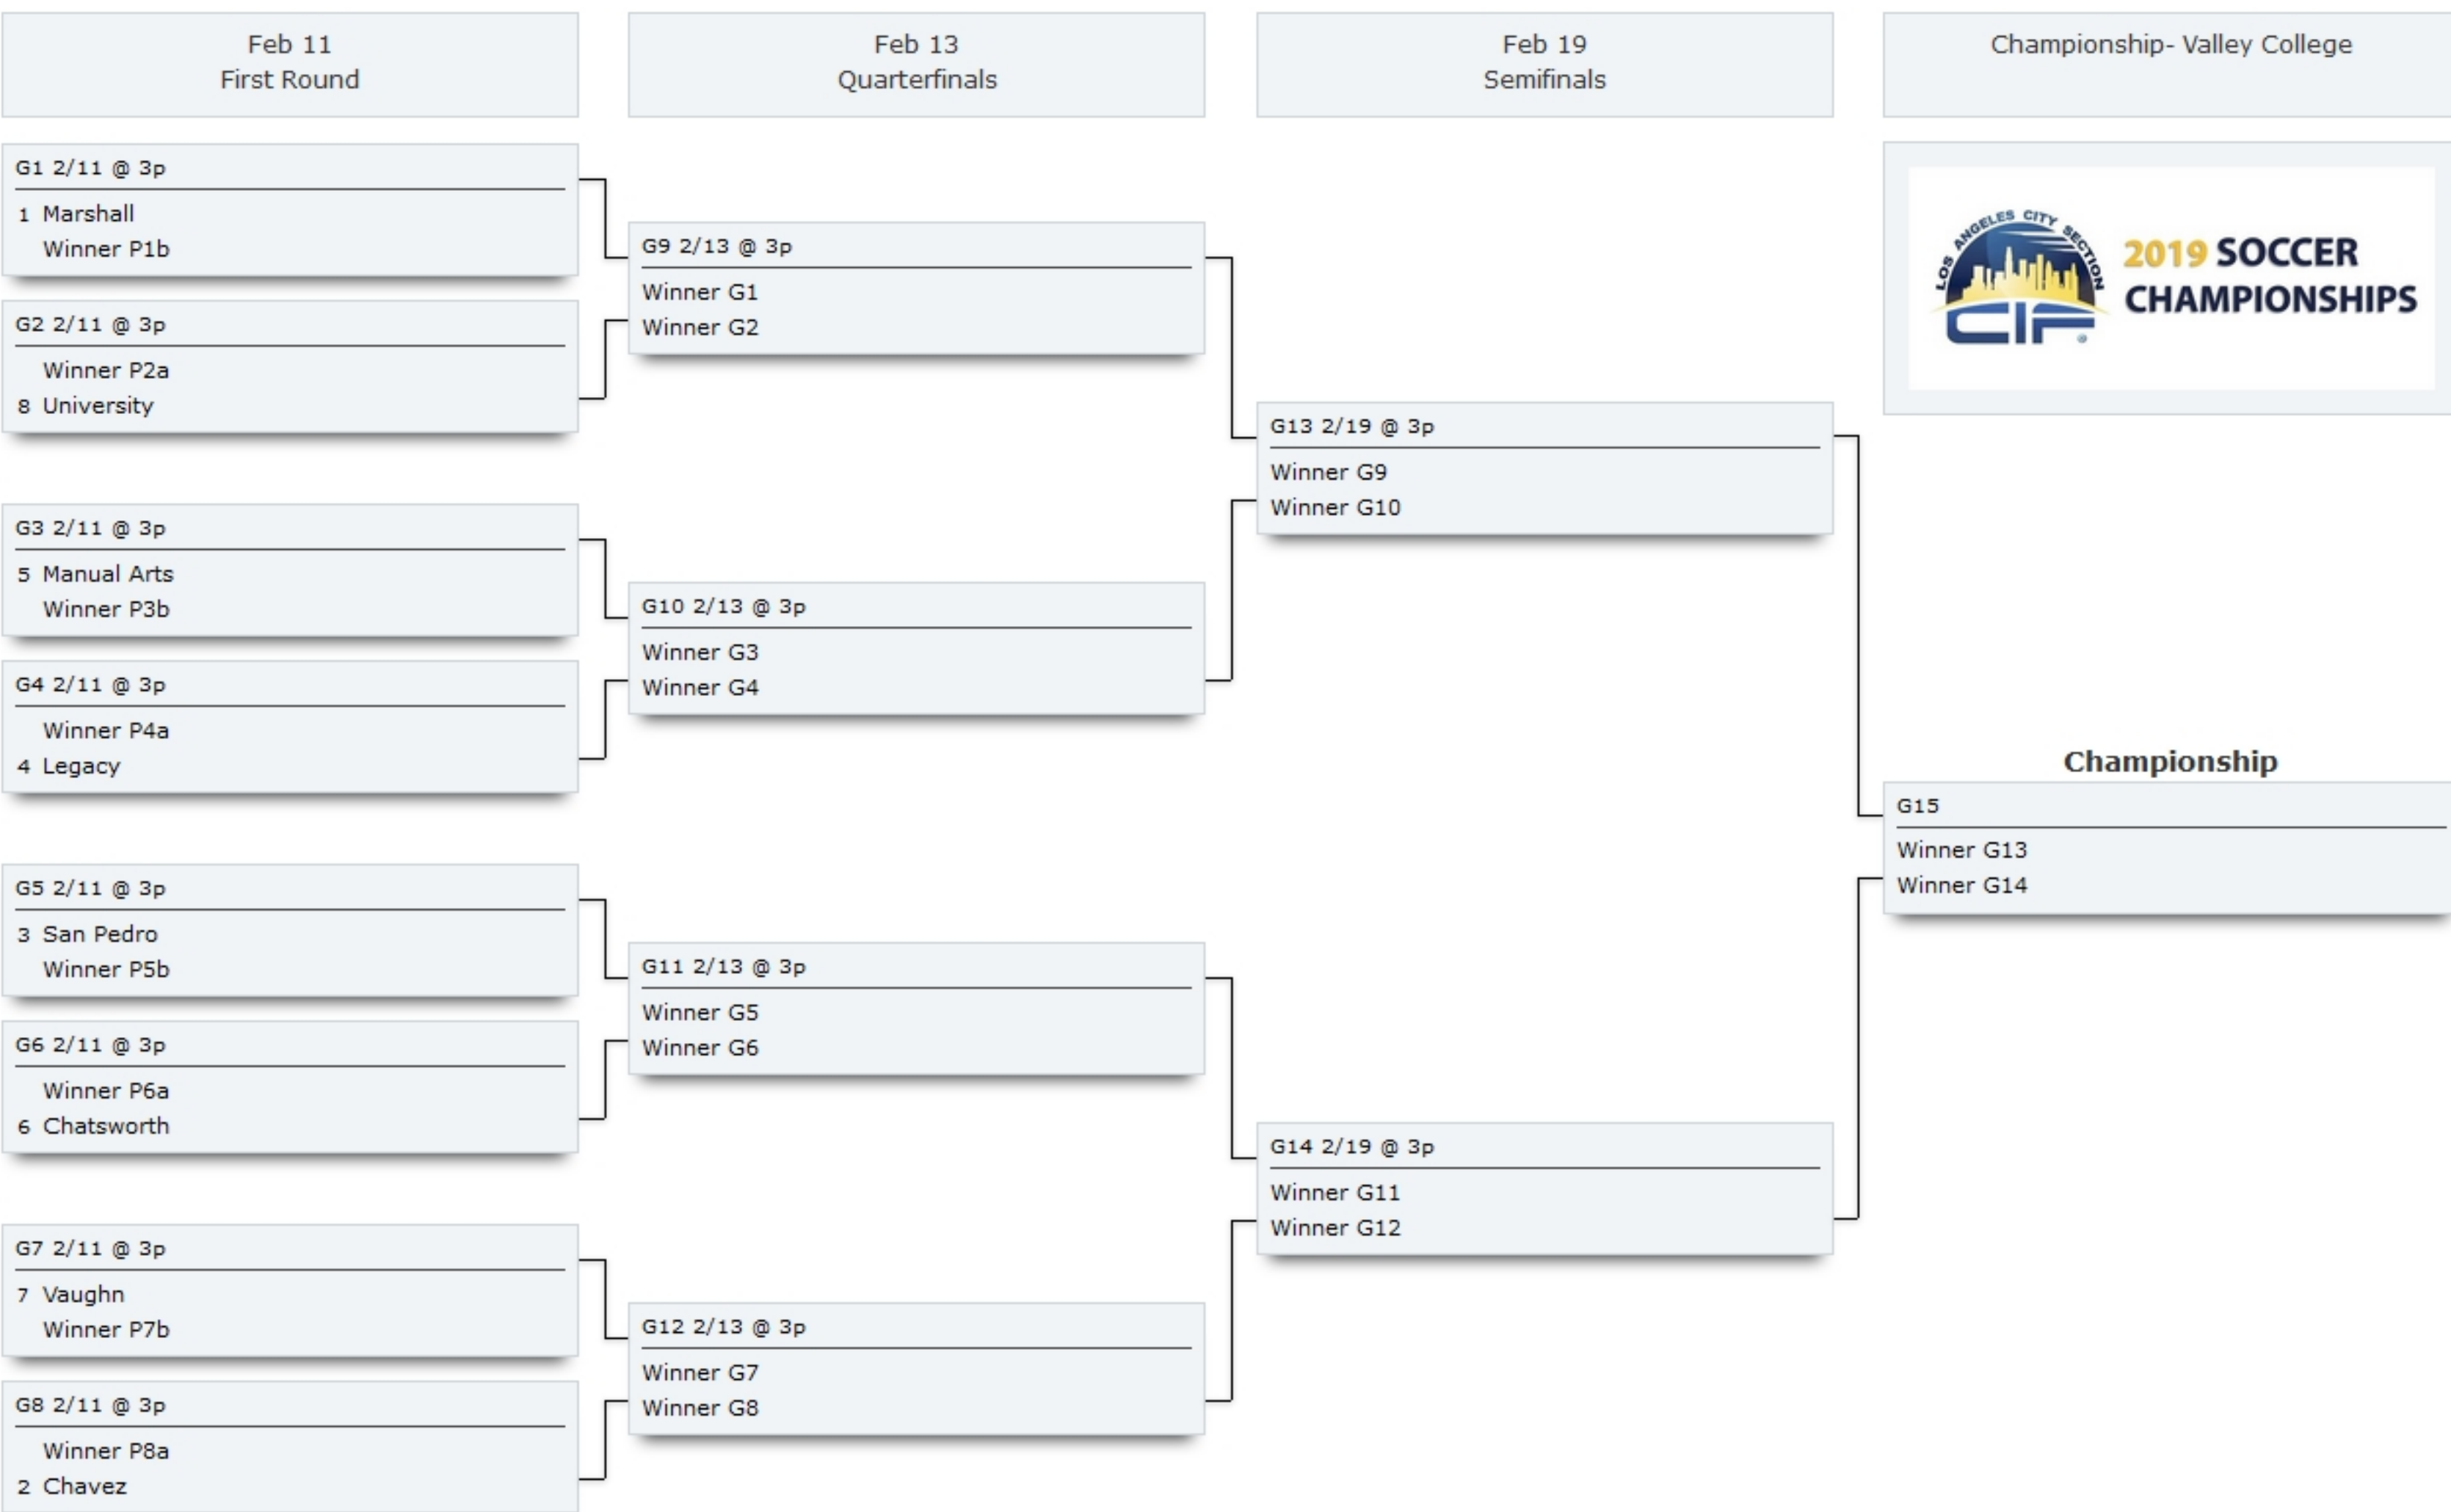 Feb 11
First Round
Feb 13
Quarterfinals
Feb 19
Semifinals
Championship- Valley College
G1 2/11 @ 3p
1 Marshall
Winner P1b
G2 2/11 @ 3p
Winner P2a
8 University
G3 2/11 @ 3p
5 Manual Arts
Winner P3b
G4 2/11 @ 3p
Winner P4a
4 Legacy
G5 2/11 @ 3p
3 San Pedro
Winner P5b
G6 2/11 @ 3p
Winner P6a
6 Chatsworth
G7 2/11 @ 3p
7 Vaughn
Winner P7b
G8 2/11 @ 3p
Winner P8a
2 Chavez
G9 2/13 @ 3p
Winner G1
Winner G2
G10 2/13 @ 3p
Winner G3
Winner G4
G11 2/13 @ 3p
Winner G5
Winner G6
G12 2/13 @ 3p
Winner G7
Winner G8
G13 2/19 @ 3p
Winner G9
Winner G10
G14 2/19 @ 3p
Winner G11
Winner G12
LOS ANGELES CITY SECTION
CIF®
2019 SOCCER
CHAMPIONSHIPS
Championship
G15
Winner G13
Winner G14